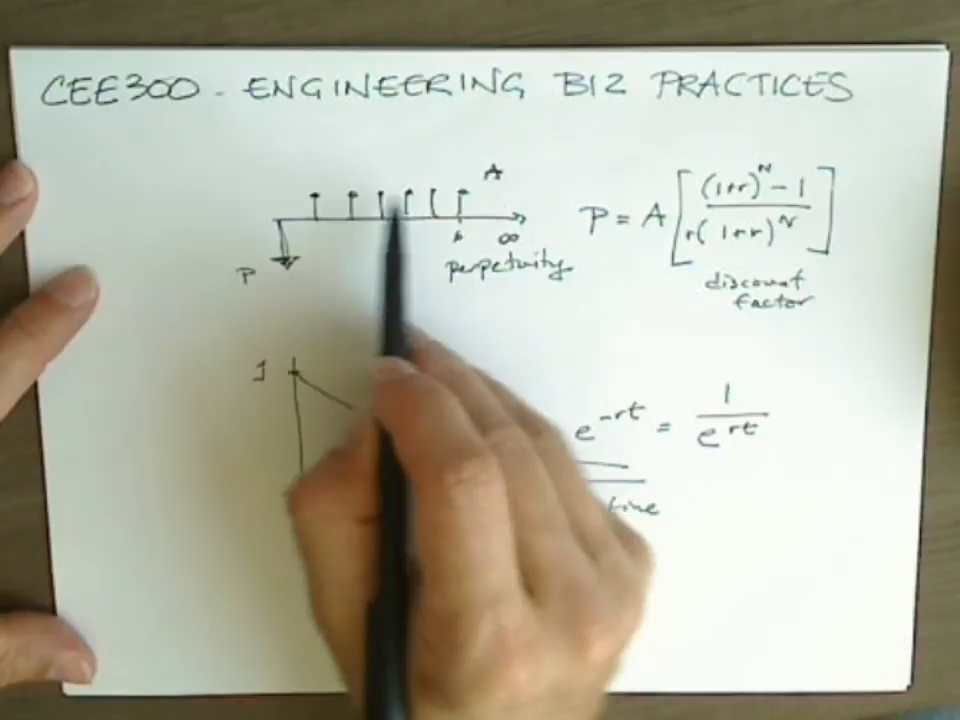 CEE300 - ENGINEERING BIZ PRACTICES
A
P = A [ (1+r)^N - 1 / r(1+r)^N ]
∞
P
perpetuity
discount
factor
1
e^-rt = 1 / e^rt
time